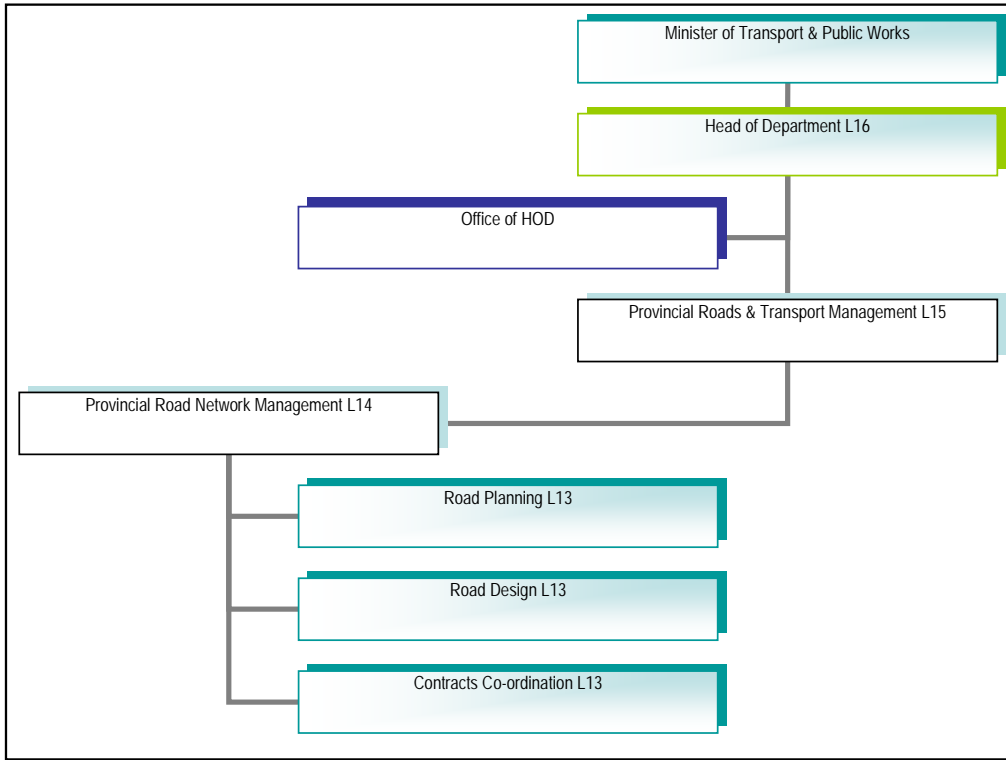 Minister of Transport & Public Works
Head of Department L16
Office of HOD
Provincial Roads & Transport Management L15
Provincial Road Network Management L14
Road Planning L13
Road Design L13
Contracts Co-ordination L13